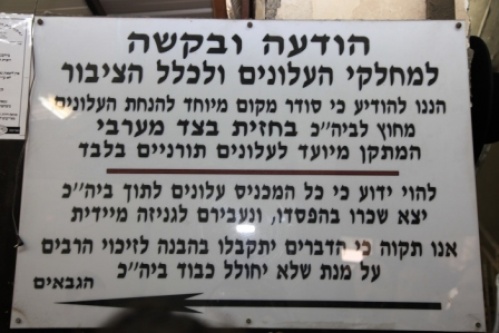 הודעה ובקשה
למחלקי העלונים ולכלל הציבור
הננו להודיע כי סודר מקום מיוחד להנחת העלונים
מחוץ לביה"כ בחזית בצד מערבי
המתקן מיועד לעלונים תורניים בלבד
להוי ידוע כי כל המכניס עלונים לתוך ביה"כ
יצא שכרו בהפסדו, ונעבירם לגניזה מיידית
אנו תקוה כי הדברים יתקבלו בהבנה לזיכוי הרבים
על מנת שלא יחולל כבוד ביה"כ
הגבאים